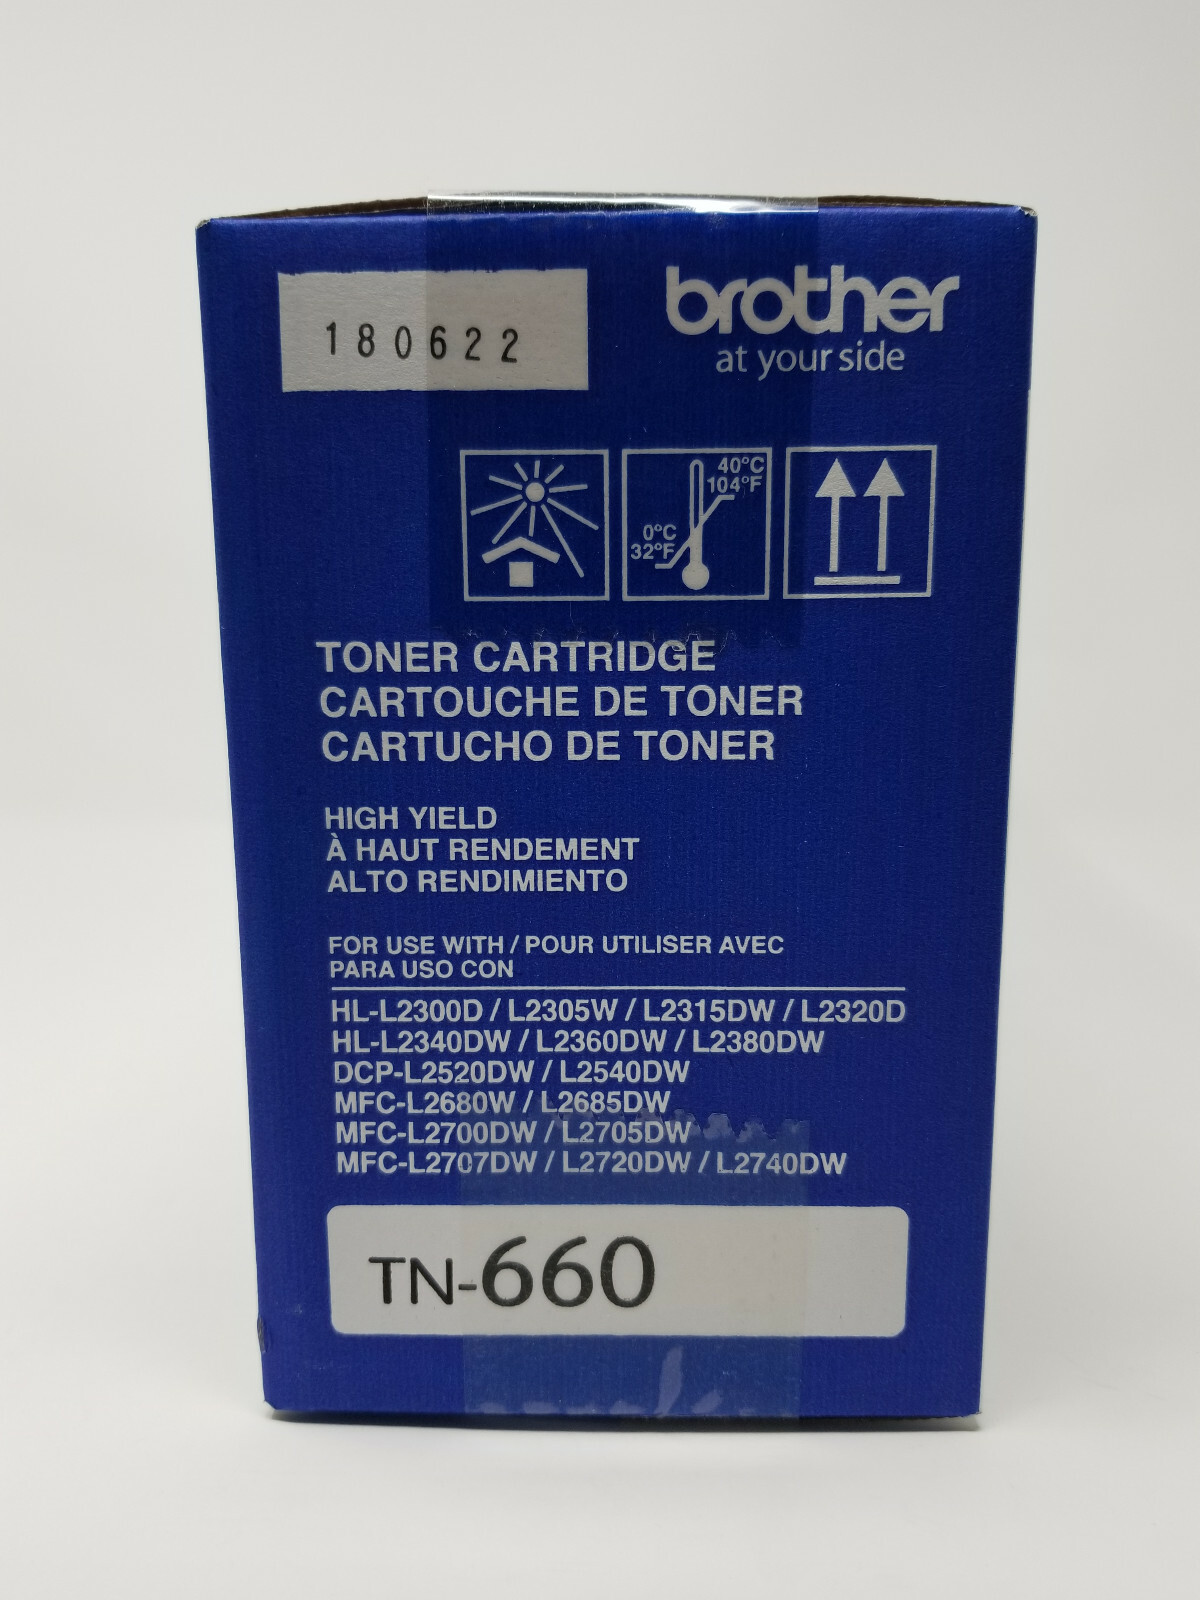 180622
brother
at your side
40°C
104°F
0°C
32°F
TONER CARTRIDGE
CARTOUCHE DE TONER
CARTUCHO DE TONER
HIGH YIELD
À HAUT RENDEMENT
ALTO RENDIMIENTO
FOR USE WITH / POUR UTILISER AVEC
PARA USO CON
HL-L2300D / L2305W / L2315DW / L2320D
HL-L2340DW / L2360DW / L2380DW
DCP-L2520DW / L2540DW
MFC-L2680W / L2685DW
MFC-L2700DW / L2705DW
MFC-L2707DW / L2720DW / L2740DW
TN-660